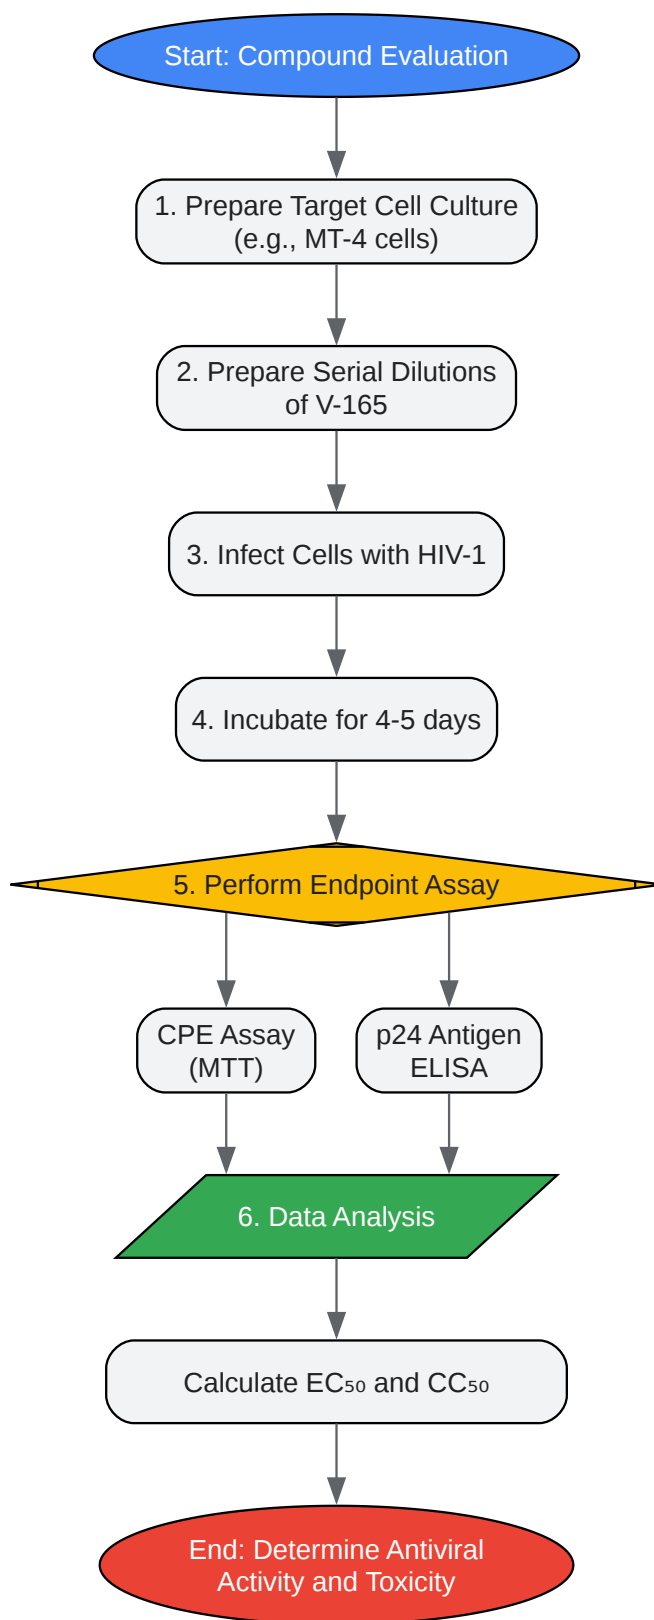 Start: Compound Evaluation
1. Prepare Target Cell Culture
(e.g., MT-4 cells)
2. Prepare Serial Dilutions
of V-165
3. Infect Cells with HIV-1
4. Incubate for 4-5 days
5. Perform Endpoint Assay
CPE Assay
(MTT)
p24 Antigen
ELISA
6. Data Analysis
Calculate EC₅₀ and CC₅₀
End: Determine Antiviral
Activity and Toxicity